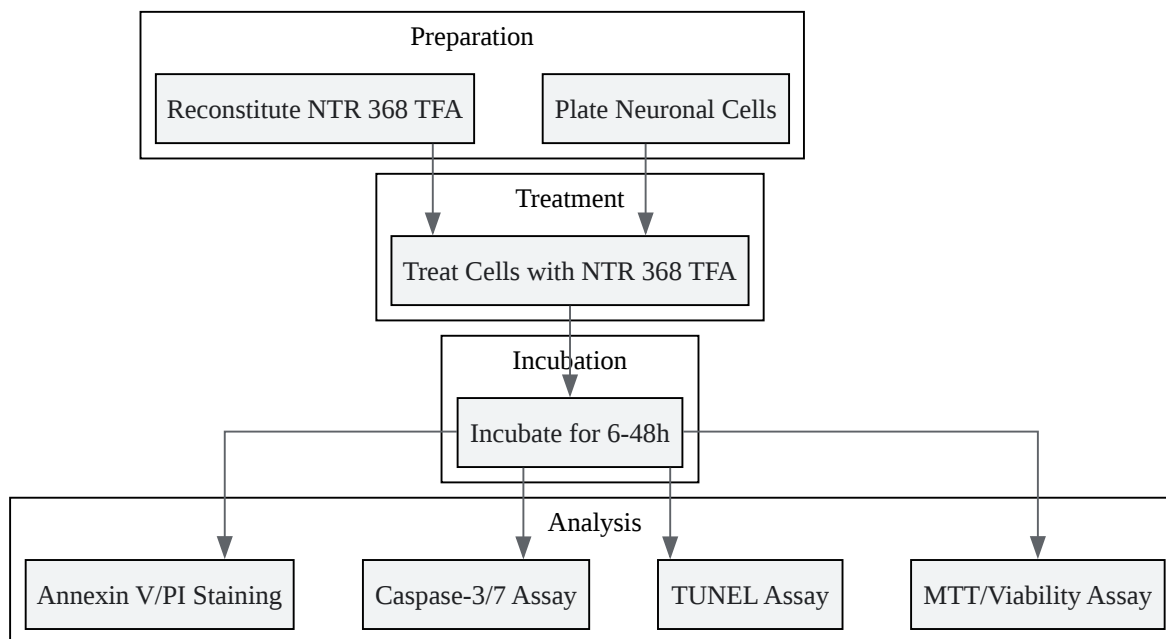 Preparation
Reconstitute NTR 368 TFA
Plate Neuronal Cells
Treatment
Treat Cells with NTR 368 TFA
Incubation
Incubate for 6-48h
Analysis
Annexin V/PI Staining
Caspase-3/7 Assay
TUNEL Assay
MTT/Viability Assay